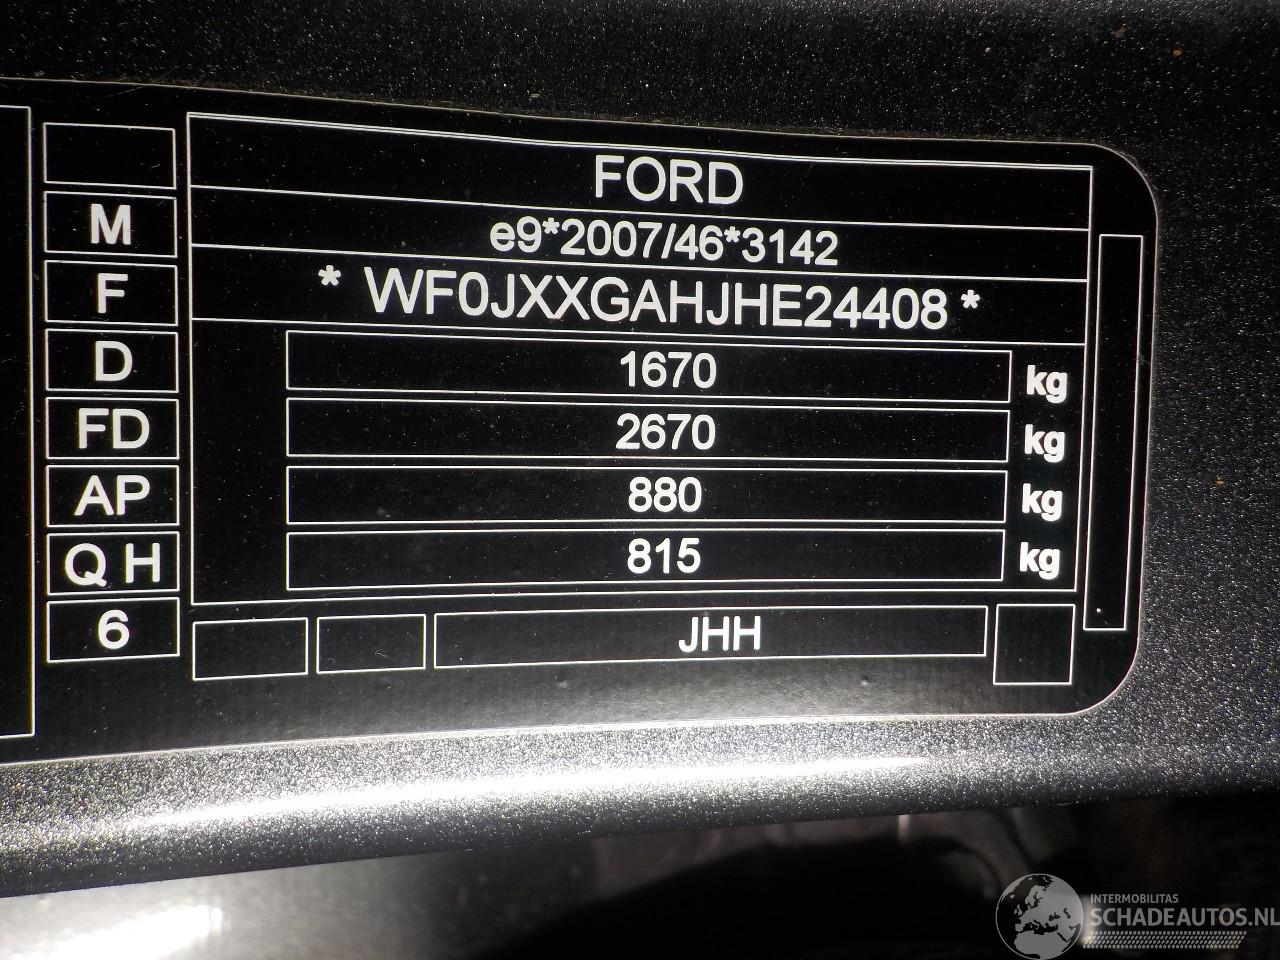 FORD
e9*2007/46*3142
* WF0JXXGAHJHE24408 *
M
F
D
FD
AP
Q H
6
1670 kg
2670 kg
880 kg
815 kg
JHH
INTERMOBILITAS
SCHADEAUTOS.NL